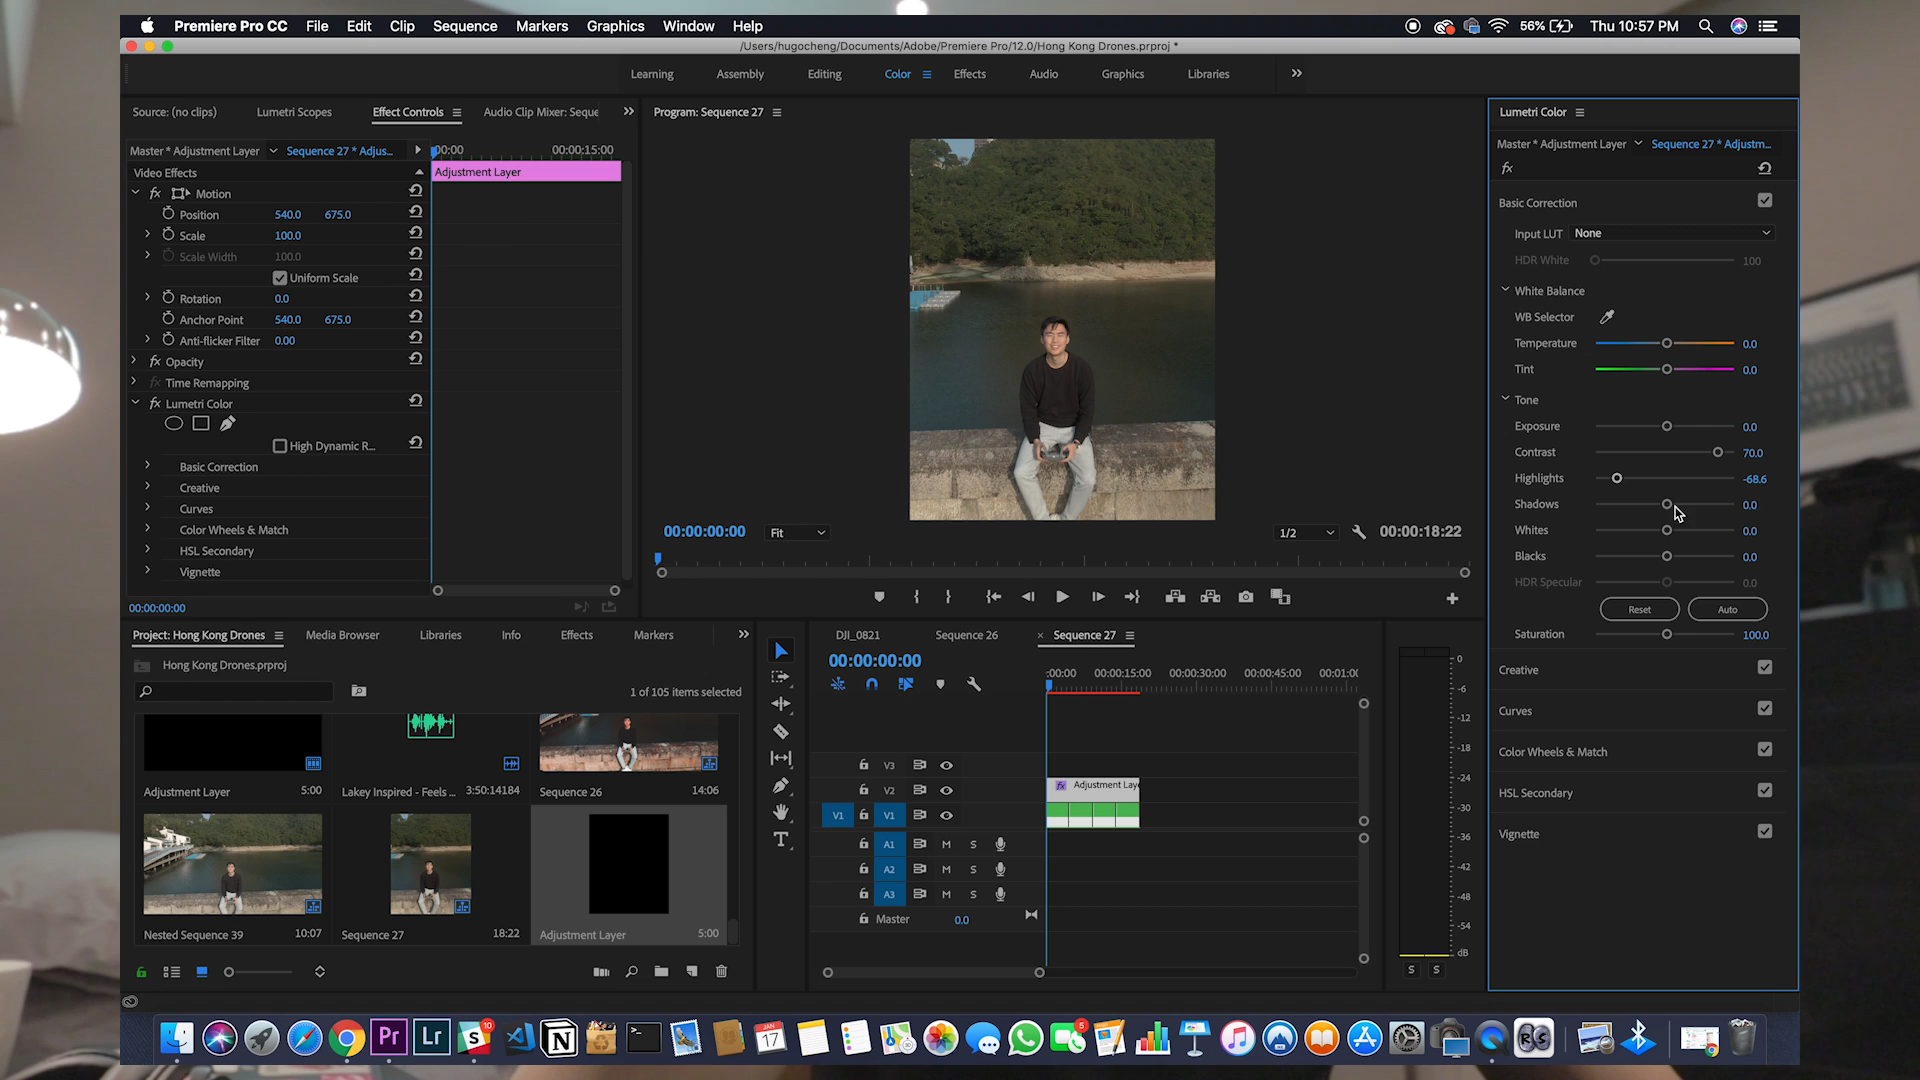 Premiere Pro CC File Edit Clip Sequence Markers Graphics Window Help 56% Thu 10:57 PM
/Users/hugocheng/Documents/Adobe/Premiere Pro/12.0/Hong Kong Drones.prproj *
Learning Assembly Editing Color Effects Audio Graphics Libraries
Source: (no clips) Lumetri Scopes Effect Controls Audio Clip Mixer: Seque
Master * Adjustment Layer Sequence 27 * Adjus...
:00:00 00:00:15:00
Video Effects
Adjustment Layer
fx Motion
Position 540.0 675.0
Scale 100.0
Scale Width 100.0
Uniform Scale
Rotation 0.0
Anchor Point 540.0 675.0
Anti-flicker Filter 0.00
fx Opacity
fx Time Remapping
fx Lumetri Color
High Dynamic R...
Basic Correction
Creative
Curves
Color Wheels & Match
HSL Secondary
Vignette
00:00:00:00
Program: Sequence 27
00:00:00:00 Fit 1/2 00:00:18:22
Lumetri Color
Master * Adjustment Layer Sequence 27 * Adjustm...
fx
Basic Correction
Input LUT None
HDR White 100
White Balance
WB Selector
Temperature 0.0
Tint 0.0
Tone
Exposure 0.0
Contrast 70.0
Highlights -68.6
Shadows 0.0
Whites 0.0
Blacks 0.0
HDR Specular 0.0
Reset Auto
Saturation 100.0
Creative
Curves
Color Wheels & Match
HSL Secondary
Vignette
Project: Hong Kong Drones Media Browser Libraries Info Effects Markers
Hong Kong Drones.prproj
1 of 105 items selected
Adjustment Layer 5:00
Lakey Inspired - Feels ... 3:50:14184
Sequence 26 14:06
Nested Sequence 39 10:07
Sequence 27 18:22
Adjustment Layer 5:00
DJI_0821 Sequence 26 × Sequence 27
00:00:00:00
:00:00 00:00:15:00 00:00:30:00 00:00:45:00 00:01:00
V3
V2
fx Adjustment Laye
V1 V1
A1 M S
A2 M S
A3 M S
Master 0.0
0
-6
-12
-18
-24
-30
-36
-42
-48
-54
dB
S S
Pr Lr 10 JAN 17 5